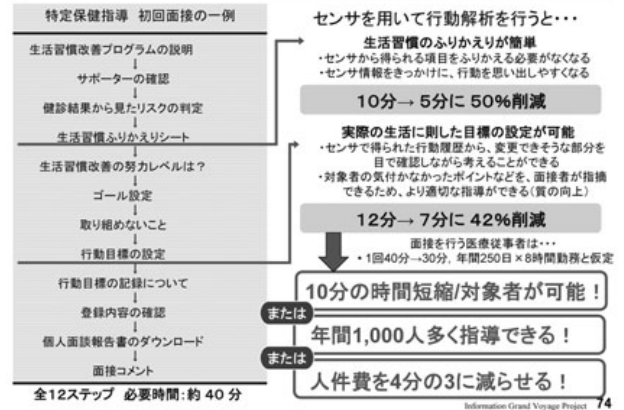 特定保健指導 初回面接の一例
生活習慣改善プログラムの説明
↓
サポーターの確認
↓
健診結果から見たリスクの判定
↓
生活習慣ふりかえりシート
↓
生活習慣改善の努力レベルは？
↓
ゴール設定
↓
取り組めないこと
↓
行動目標の設定
↓
行動目標の記録について
↓
登録内容の確認
↓
個人面談報告書のダウンロード
↓
面接コメント
全12ステップ 必要時間：約 40 分
センサを用いて行動解析を行うと・・・
生活習慣のふりかえりが簡単
・センサから得られる項目をふりかえる必要がなくなる
・センサ情報をきっかけに、行動を思い出しやすくなる
10分→ 5分に 50%削減
実際の生活に則した目標の設定が可能
・センサで得られた行動履歴から、変更できそうな部分を
目で確認しながら考えることができる
・対象者の気付かなかったポイントなどを、面接者が指摘
できるため、より適切な指導ができる（質の向上）
12分→ 7分に 42%削減
面接を行う医療従事者は・・・
・1回40分→30分，年間250日×8時間勤務と仮定
10分の時間短縮/対象者が可能！
または
年間1,000人多く指導できる！
または
人件費を4分の3に減らせる！
Information Grand Voyage Project 74